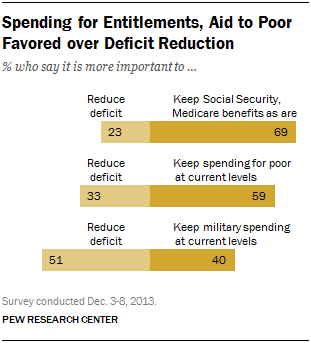 Spending for Entitlements, Aid to Poor
Favored over Deficit Reduction
% who say it is more important to ...
Reduce
deficit
Keep Social Security,
Medicare benefits as are
23
69
Reduce
deficit
Keep spending for poor
at current levels
33
59
Reduce
deficit
Keep military spending
at current levels
51
40
Survey conducted Dec. 3-8, 2013.
PEW RESEARCH CENTER